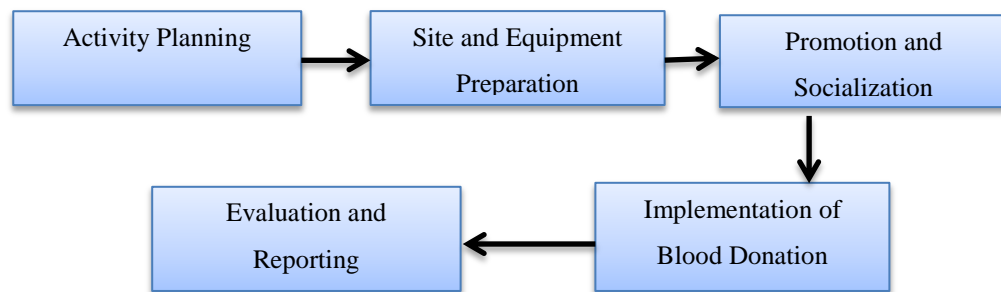 Activity Planning
Site and Equipment
Preparation
Promotion and
Socialization
Implementation of
Blood Donation
Evaluation and
Reporting